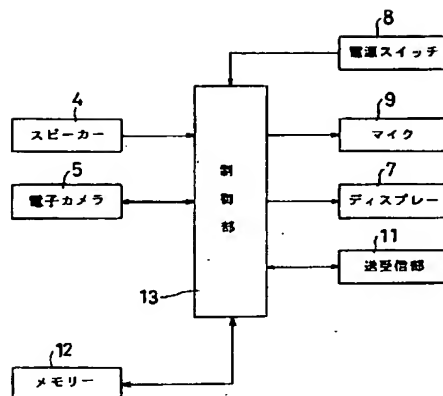 8
電源スイッチ
4
スピーカー
9
マイク
5
電子カメラ
制御部
7
ディスプレー
11
送受信部
13
12
メモリー